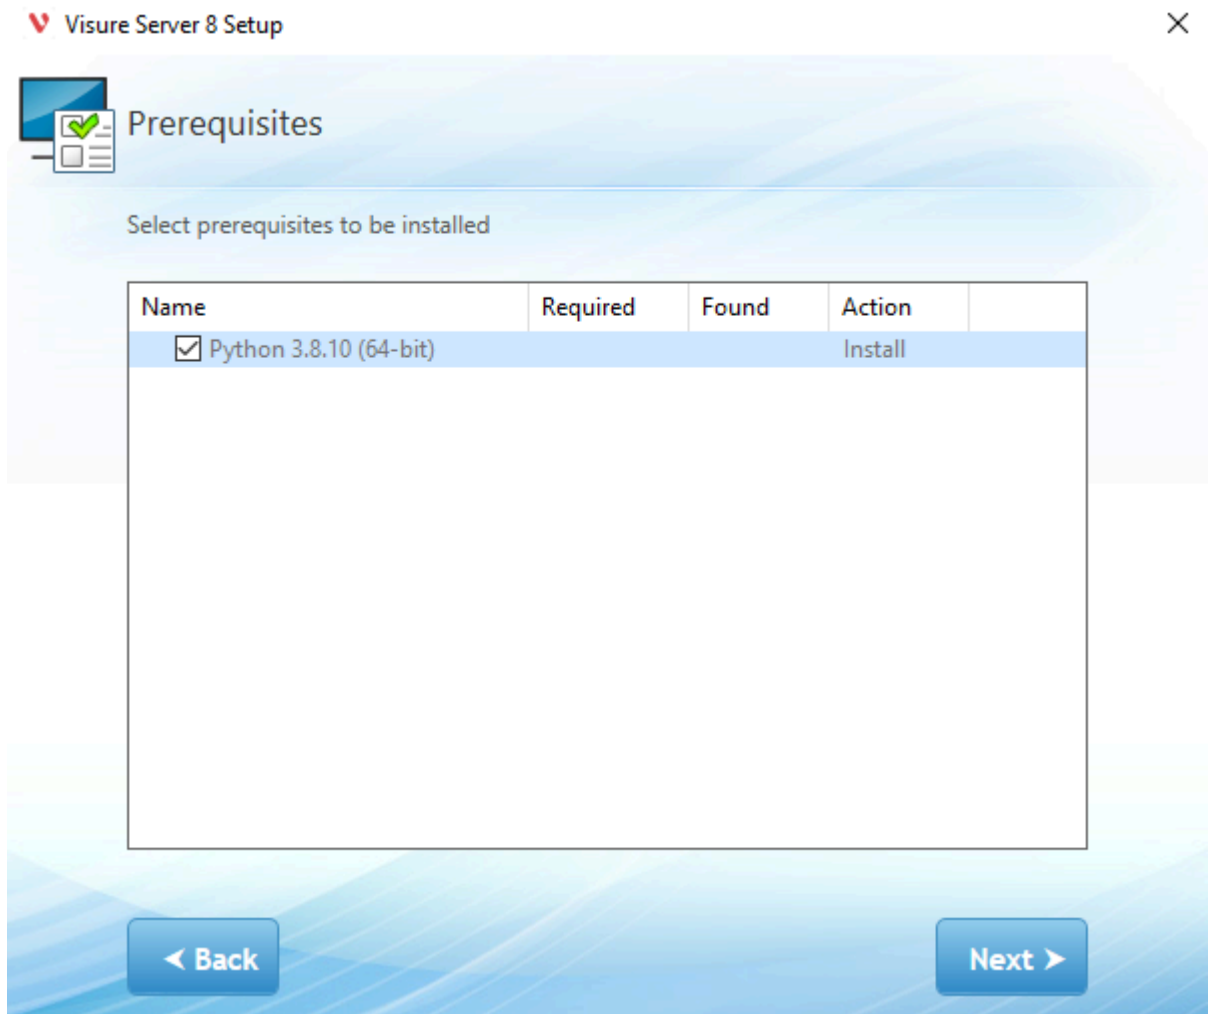 Visure Server 8 Setup
Prerequisites
Select prerequisites to be installed
Name Required Found Action
Python 3.8.10 (64-bit) Install
Back Next